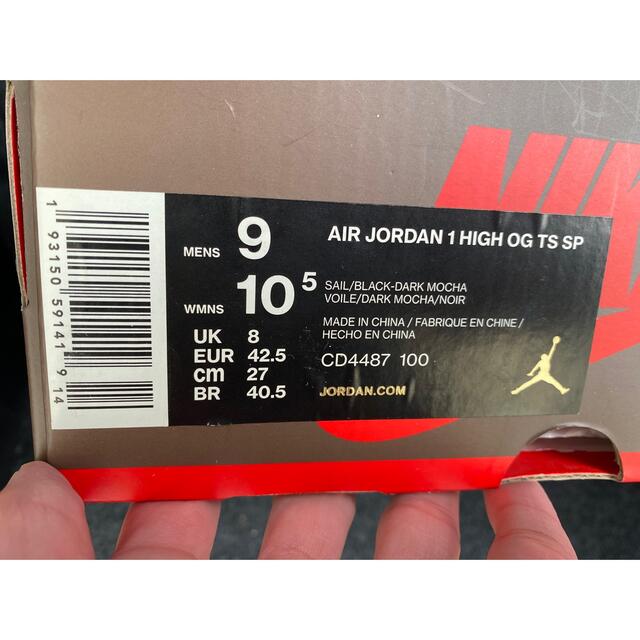 NIKE
1 93150 59141 9 14
MENS 9
WMNS 10 5
UK 8
EUR 42.5
cm 27
BR 40.5
AIR JORDAN 1 HIGH OG TS SP
SAIL/BLACK-DARK MOCHA
VOILE/DARK MOCHA/NOIR
MADE IN CHINA / FABRIQUE EN CHINE /
HECHO EN CHINA
CD4487 100
JORDAN.COM